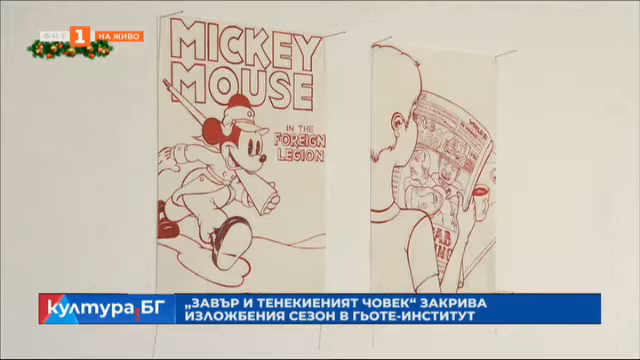 БНТ 1 НА ЖИВО
MICKEY
MOUSE
IN THE
FOREIGN
LEGION
култура.БГ
„ЗАВЪР И ТЕНЕКИЕНИЯТ ЧОВЕК“ ЗАКРИВА
ИЗЛОЖБЕНИЯ СЕЗОН В ГЬОТЕ-ИНСТИТУТ